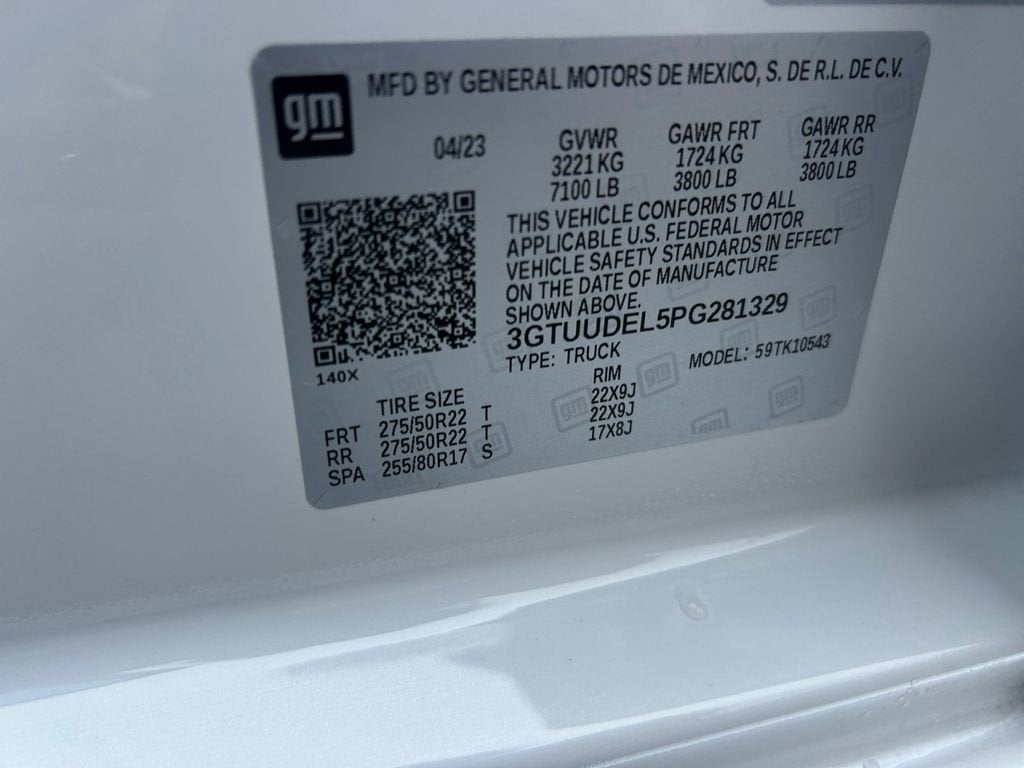 gm
MFD BY GENERAL MOTORS DE MEXICO, S. DE R.L. DE C.V.
04/23
GVWR GAWR FRT GAWR RR
3221 KG 1724 KG 1724 KG
7100 LB 3800 LB 3800 LB
THIS VEHICLE CONFORMS TO ALL
APPLICABLE U.S. FEDERAL MOTOR
VEHICLE SAFETY STANDARDS IN EFFECT
ON THE DATE OF MANUFACTURE
SHOWN ABOVE.
3GTUUDEL5PG281329
TYPE: TRUCK MODEL: 59TK10543
140X
TIRE SIZE RIM
FRT 275/50R22 T 22X9J
RR 275/50R22 T 22X9J
SPA 255/80R17 S 17X8J